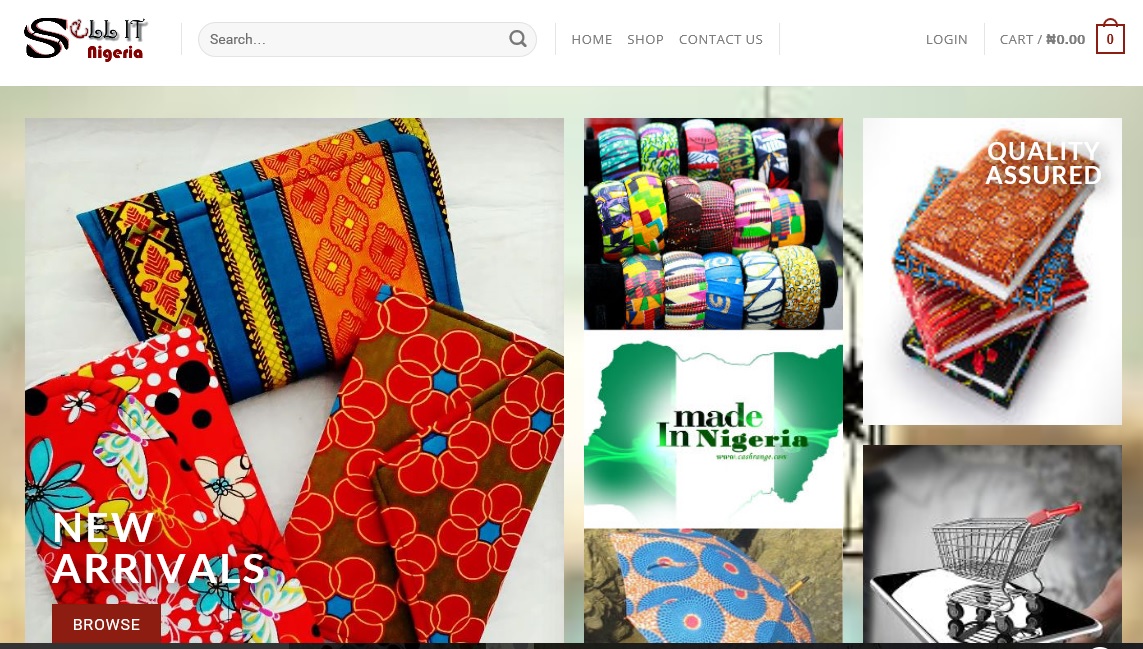 Sell IT
Nigeria
Search...
HOME
SHOP
CONTACT US
LOGIN
CART / ₦0.00
0
QUALITY
ASSURED
made
In Nigeria
www.cashrange.com
NEW
ARRIVALS
BROWSE